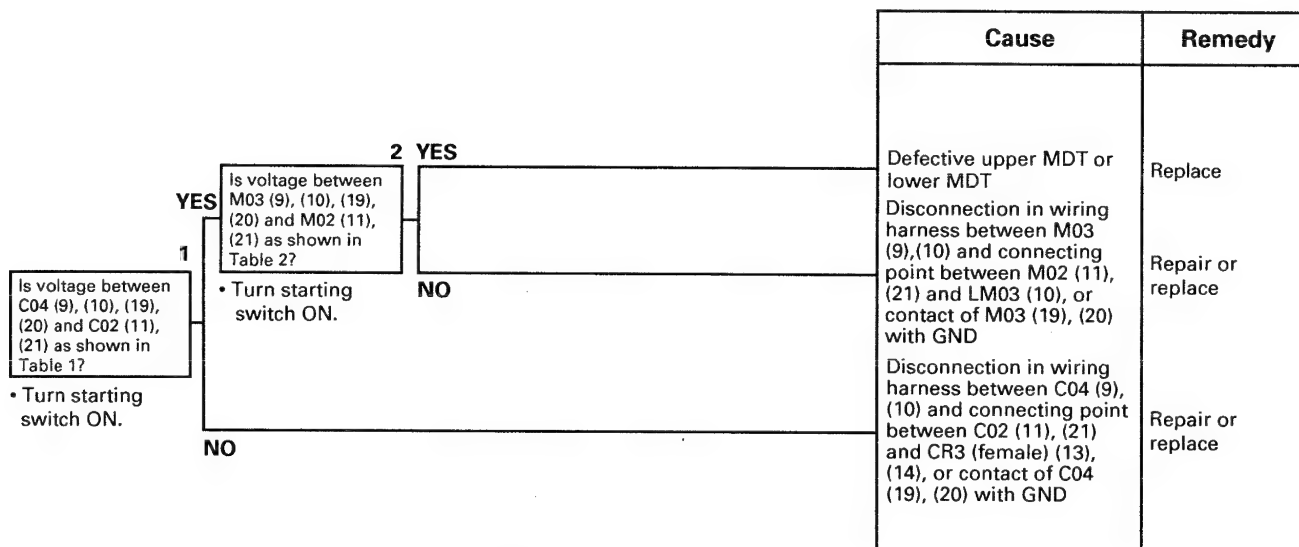 Cause
Remedy
2 YES
Is voltage between
M03 (9), (10), (19),
(20) and M02 (11),
(21) as shown in
Table 2?
YES
• Turn starting
switch ON.
NO
1
Is voltage between
C04 (9), (10), (19),
(20) and C02 (11),
(21) as shown in
Table 1?
• Turn starting
switch ON.
NO
Defective upper MDT or
lower MDT
Replace
Disconnection in wiring
harness between M03
(9),(10) and connecting
point between M02 (11),
(21) and LM03 (10), or
contact of M03 (19), (20)
with GND
Repair or
replace
Disconnection in wiring
harness between C04 (9),
(10) and connecting point
between C02 (11), (21)
and CR3 (female) (13),
(14), or contact of C04
(19), (20) with GND
Repair or
replace